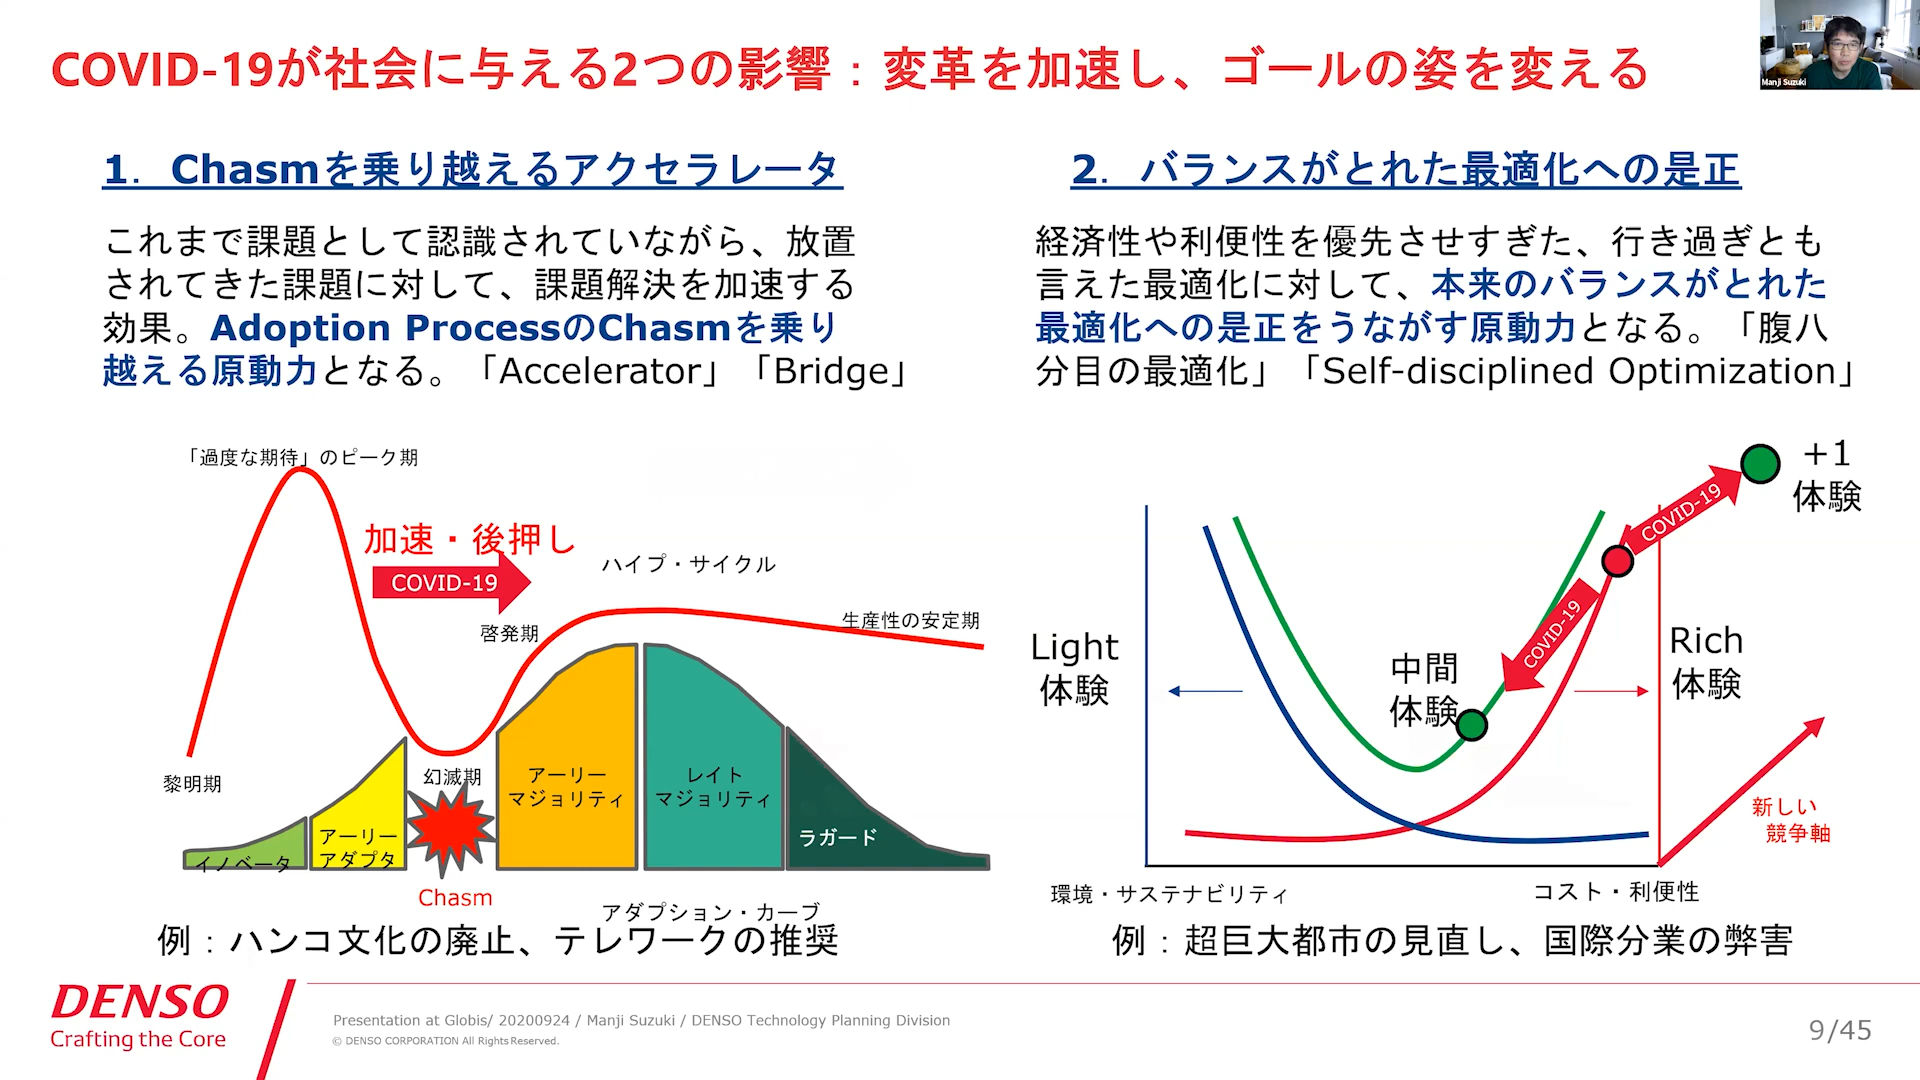 COVID-19が社会に与える2つの影響：変革を加速し、ゴールの姿を変える
Manji Suzuki
1．Chasmを乗り越えるアクセラレータ
これまで課題として認識されていながら、放置
されてきた課題に対して、課題解決を加速する
効果。Adoption ProcessのChasmを乗り
越える原動力となる。「Accelerator」「Bridge」
「過度な期待」のピーク期
加速・後押し
COVID-19
ハイプ・サイクル
啓発期
生産性の安定期
黎明期
幻滅期
イノベータ
アーリー
アダプタ
アーリー
マジョリティ
レイト
マジョリティ
ラガード
Chasm
アダプション・カーブ
例：ハンコ文化の廃止、テレワークの推奨
2．バランスがとれた最適化への是正
経済性や利便性を優先させすぎた、行き過ぎとも
言えた最適化に対して、本来のバランスがとれた
最適化への是正をうながす原動力となる。「腹八
分目の最適化」「Self-disciplined Optimization」
+1
体験
COVID-19
COVID-19
Light
体験
中間
体験
Rich
体験
新しい
競争軸
環境・サステナビリティ
コスト・利便性
例：超巨大都市の見直し、国際分業の弊害
DENSO
Crafting the Core
Presentation at Globis/ 20200924 / Manji Suzuki / DENSO Technology Planning Division
© DENSO CORPORATION All Rights Reserved.
9/45